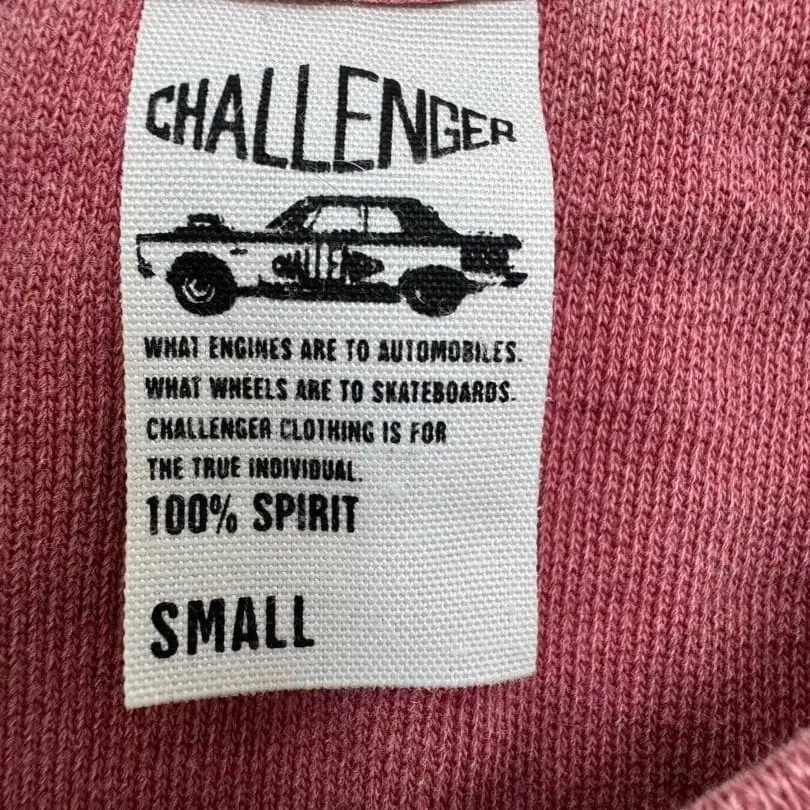 CHALLENGER
CHALLENGER
WHAT ENGINES ARE TO AUTOMOBILES.
WHAT WHEELS ARE TO SKATEBOARDS.
CHALLENGER CLOTHING IS FOR
THE TRUE INDIVIDUAL.
100% SPIRIT
SMALL